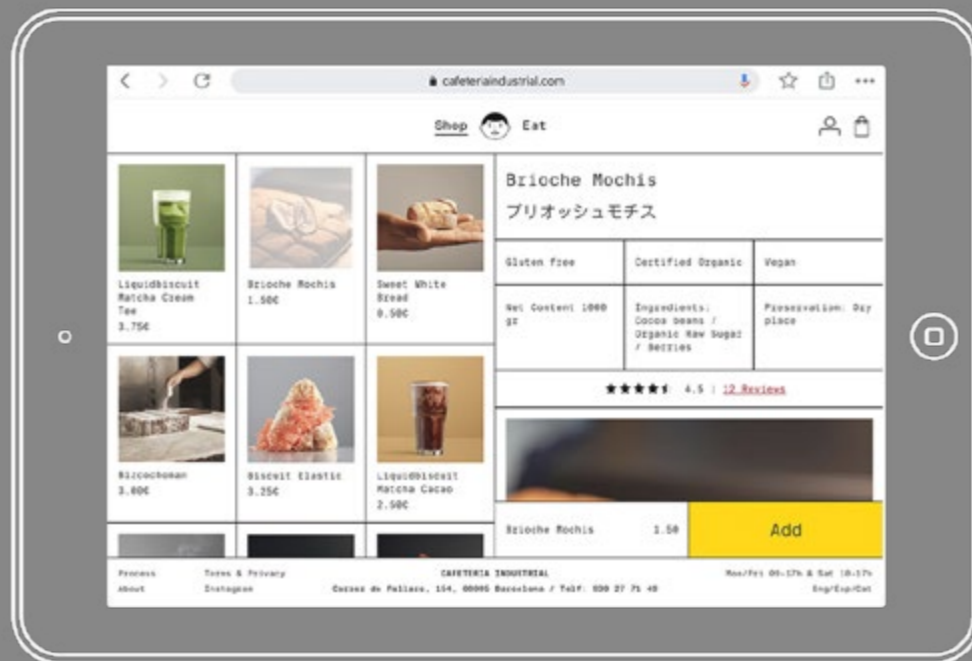 cafeteriaindustrial.com
Shop Eat
Liquidbiscuit
Matcha Cream
Tee
3.75€
Brioche Mochis
1.50€
Sweet White
Bread
0.50€
Bizcochoman
3.00€
Biscuit Elastic
3.25€
Liquidbiscuit
Matcha Cacao
2.50€
Brioche Mochis
ブリオッシュモチス
Gluten free
Certified Organic
Vegan
Net Content 1000
gr
Ingredients:
Cocoa beans /
Organic Raw Sugar
/ Berries
Preservation: Dry
place
4.5 | 12 Reviews
Brioche Mochis 1.50
Add
Process
About
Terms & Privacy
Instagram
CAFETERIA INDUSTRIAL
Barcelona / Telf:
Mon/Fri 09-17h & Sat 10-17h
Eng/Esp/Cat